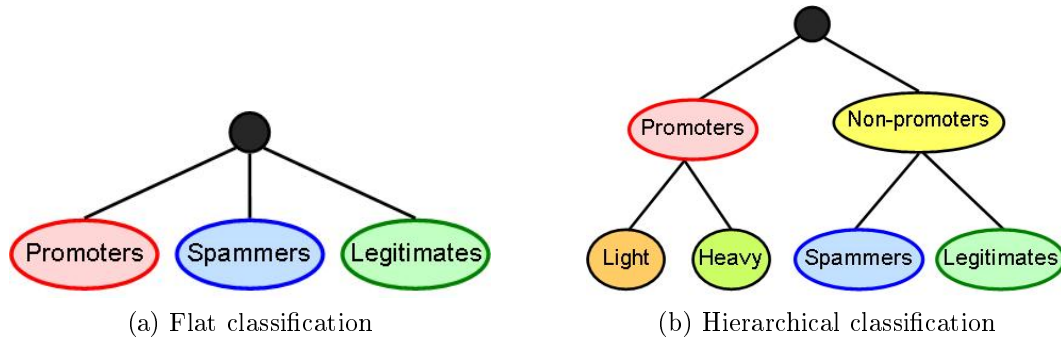 Promoters
Spammers
Legitimates
(a) Flat classification
Promoters
Non-promoters
Light
Heavy
Spammers
Legitimates
(b) Hierarchical classification